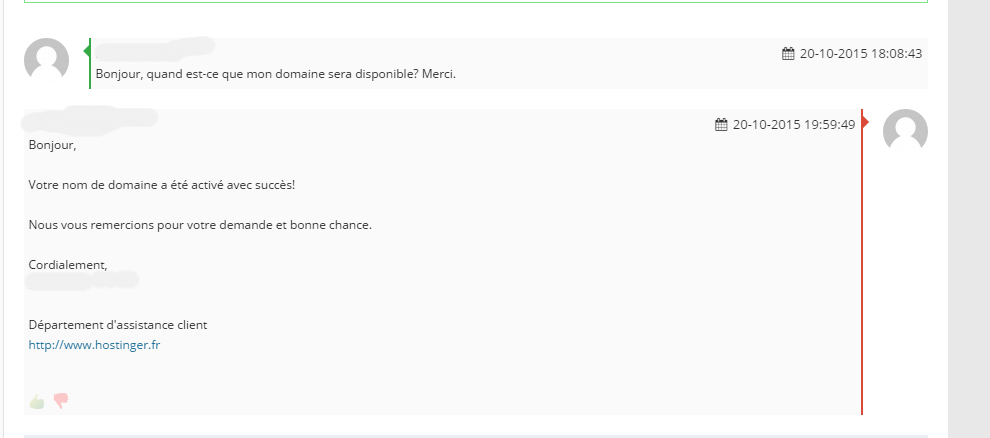 20-10-2015 18:08:43
Bonjour, quand est-ce que mon domaine sera disponible? Merci.
20-10-2015 19:59:49
Bonjour,
Votre nom de domaine a été activé avec succès!
Nous vous remercions pour votre demande et bonne chance.
Cordialement,
Département d'assistance client
http://www.hostinger.fr